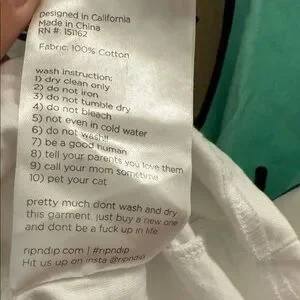 Designed in California
Made in China
RN #: 151162
Fabric: 100% Cotton
wash instruction:
1) dry clean only
2) do not iron
3) do not tumble dry
4) do not bleach
5) not even in cold water
6) do not wash!!
7) be a good human
8) tell your parents you love them
9) call your mom sometime
10) pet your cat
pretty much dont wash and dry
this garment. just buy a new one
and dont be a fuck up in life.
ripndip.com | #ripndip
Hit us up on insta @ripndip